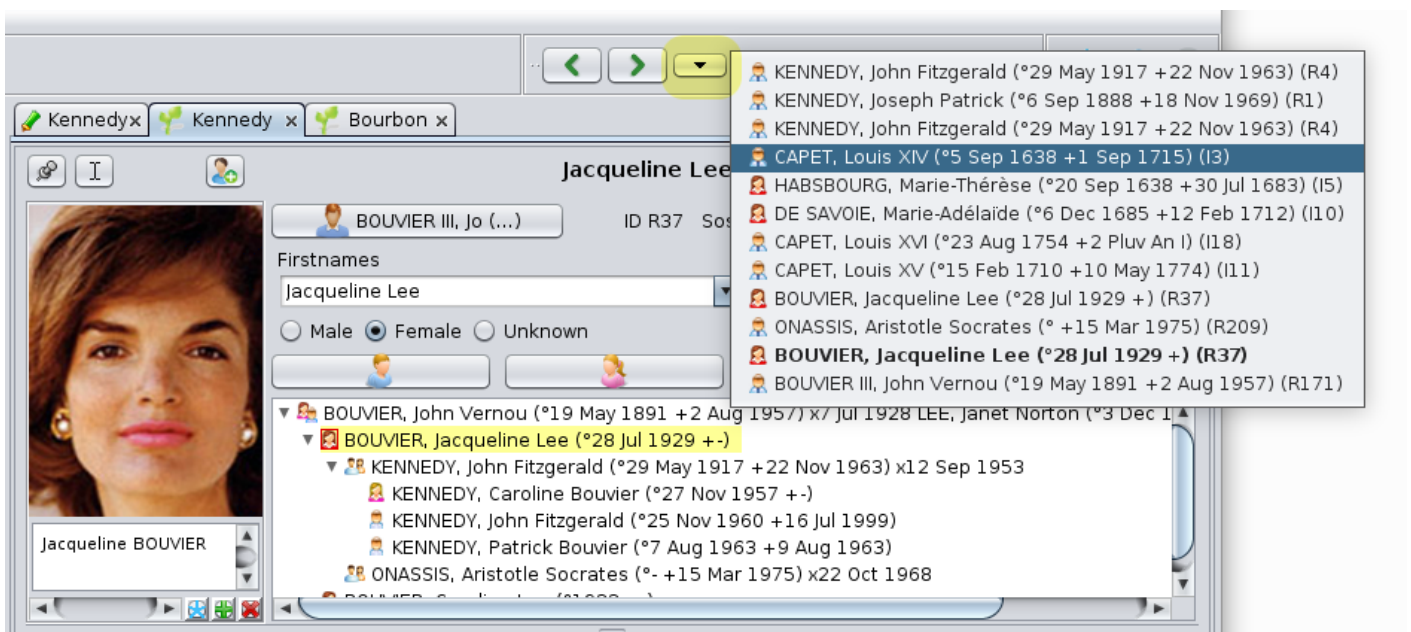 KENNEDY, John Fitzgerald (°29 May 1917 +22 Nov 1963) (R4)
KENNEDY, Joseph Patrick (°6 Sep 1888 +18 Nov 1969) (R1)
KENNEDY, John Fitzgerald (°29 May 1917 +22 Nov 1963) (R4)
CAPET, Louis XIV (°5 Sep 1638 +1 Sep 1715) (I3)
HABSBOURG, Marie-Thérèse (°20 Sep 1638 +30 Jul 1683) (I5)
DE SAVOIE, Marie-Adélaïde (°6 Dec 1685 +12 Feb 1712) (I10)
CAPET, Louis XVI (°23 Aug 1754 +2 Pluv An I) (I18)
CAPET, Louis XV (°15 Feb 1710 +10 May 1774) (I11)
BOUVIER, Jacqueline Lee (°28 Jul 1929 +) (R37)
ONASSIS, Aristotle Socrates (° +15 Mar 1975) (R209)
BOUVIER, Jacqueline Lee (°28 Jul 1929 +) (R37)
BOUVIER III, John Vernou (°19 May 1891 +2 Aug 1957) (R171)
Kennedy x Kennedy x Bourbon x
Jacqueline Lee
BOUVIER III, Jo (...) ID R37
Firstnames
Jacqueline Lee
Male Female Unknown
BOUVIER, John Vernou (°19 May 1891 +2 Aug 1957) x7 Jul 1928 LEE, Janet Norton (°3 Dec
BOUVIER, Jacqueline Lee (°28 Jul 1929 +-)
KENNEDY, John Fitzgerald (°29 May 1917 +22 Nov 1963) x12 Sep 1953
KENNEDY, Caroline Bouvier (°27 Nov 1957 +-)
KENNEDY, John Fitzgerald (°25 Nov 1960 +16 Jul 1999)
KENNEDY, Patrick Bouvier (°7 Aug 1963 +9 Aug 1963)
ONASSIS, Aristotle Socrates (°- +15 Mar 1975) x22 Oct 1968
Jacqueline BOUVIER